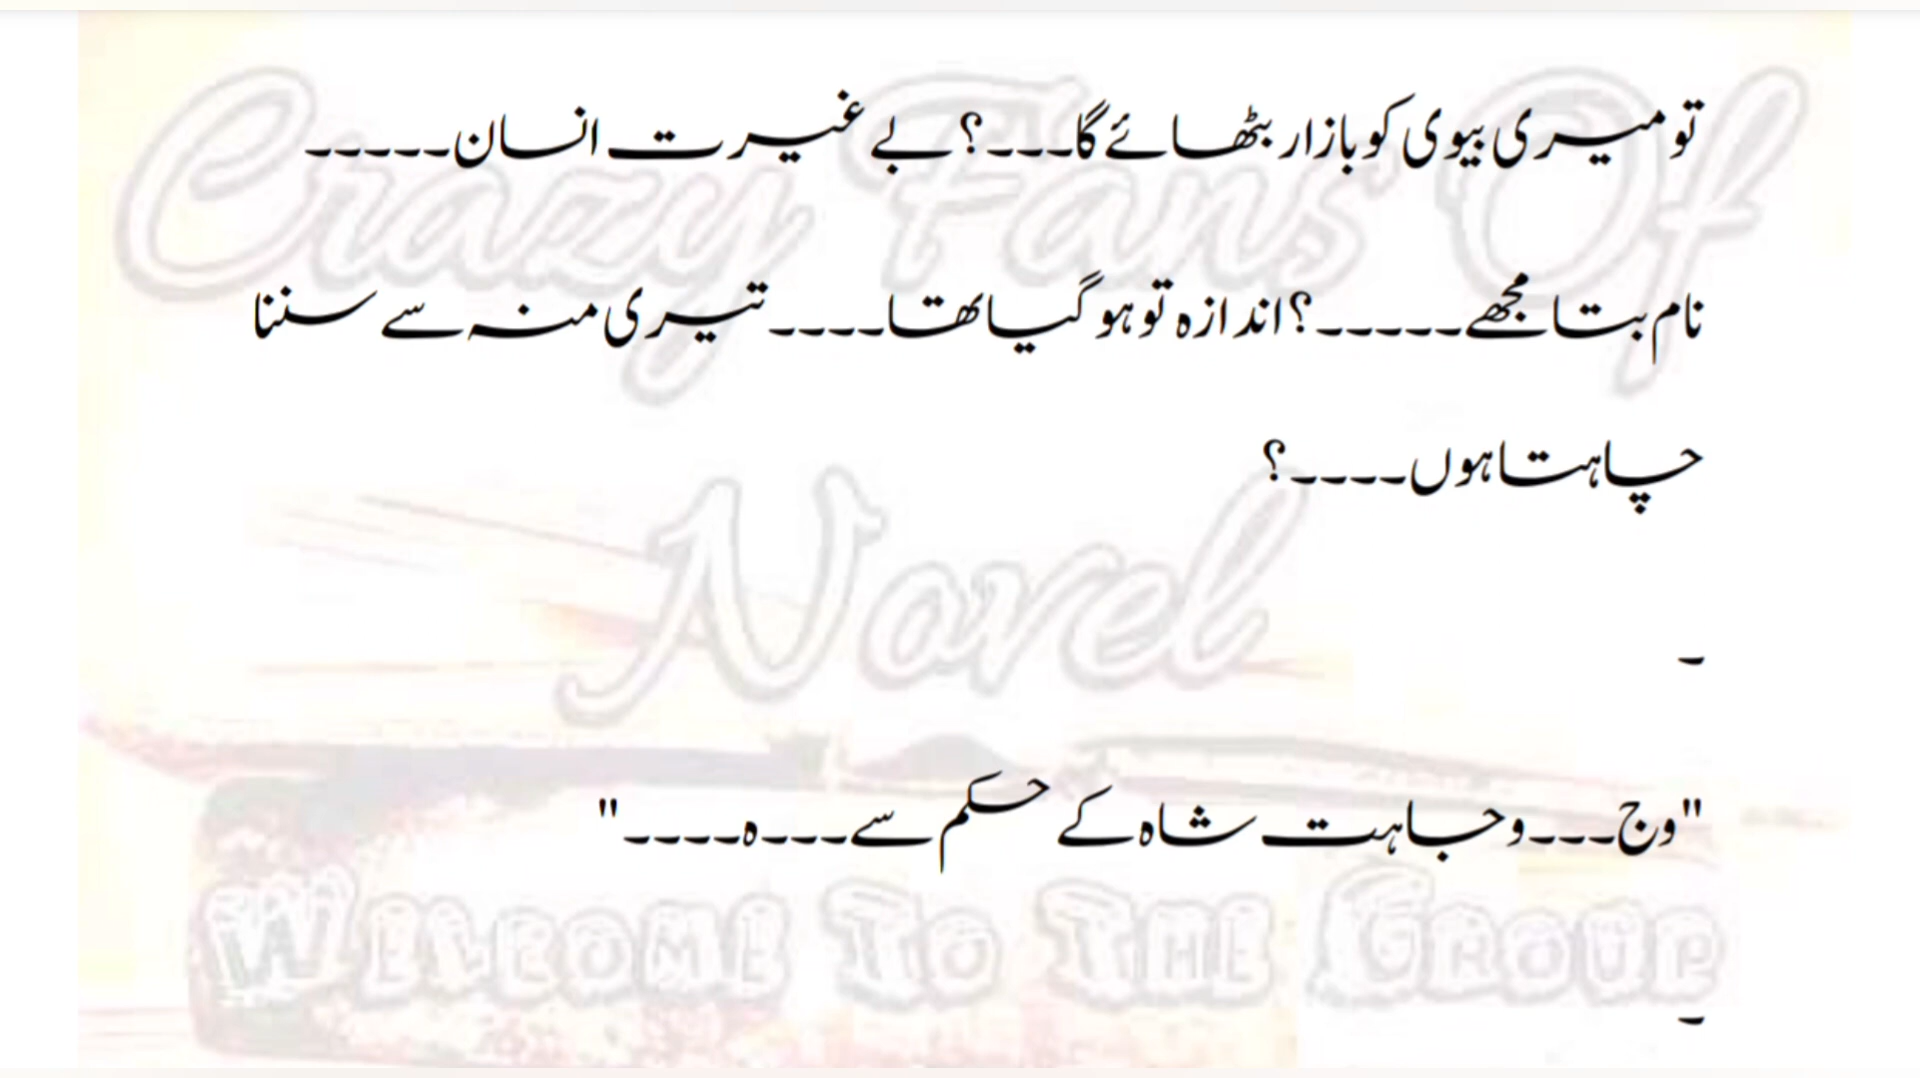 تو میری بیوی کو بازار بٹھائے گا۔۔۔؟ بے غیرت انسان۔۔۔۔۔
نام بتا مجھے۔۔۔۔۔؟ اندازہ تو ہو گیا تھا۔۔۔۔ تیری منہ سے سننا
چاہتا ہوں۔۔۔۔؟
۔
"وج۔۔۔وجاہت شاہ کے حکم سے۔۔۔ہ۔۔۔۔"
۔
Crazy Fans Of
Novel
Welcome To The Group